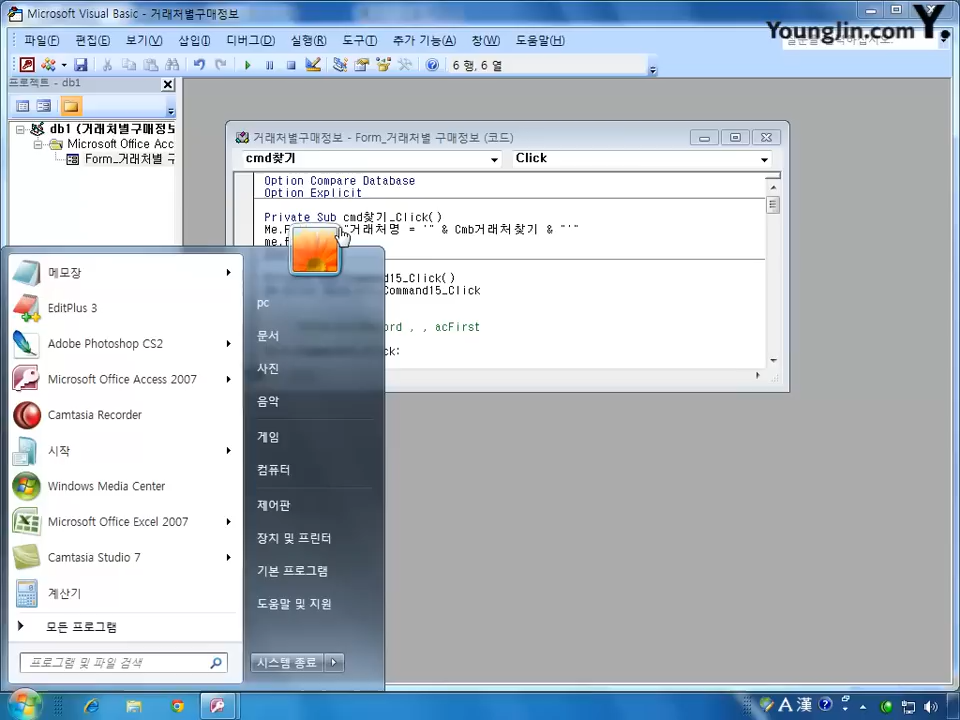 Microsoft Visual Basic - 거래처별구매정보
YoungJin.com Y.
파일(F) 편집(E) 보기(V) 삽입(I) 디버그(D) 실행(R) 도구(T) 추가 기능(A) 창(W) 도움말(H)
6 행, 6 열
프로젝트 - db1
db1 (거래처별구매정보
Microsoft Office Acc
Form_거래처별 구
거래처별구매정보 - Form_거래처별 구매정보 (코드)
cmd찾기 Click
Option Compare Database
Option Explicit
Private Sub cmd찾기_Click()
"거래처명 = '" & Cmb거래처찾기 & "'"
Click()
Command15_Click
, , acFirst
메모장
EditPlus 3
Adobe Photoshop CS2
Microsoft Office Access 2007
Camtasia Recorder
시작
Windows Media Center
Microsoft Office Excel 2007
Camtasia Studio 7
계산기
모든 프로그램
프로그램 및 파일 검색
pc
문서
사진
음악
게임
컴퓨터
제어판
장치 및 프린터
기본 프로그램
도움말 및 지원
시스템 종료
A 漢